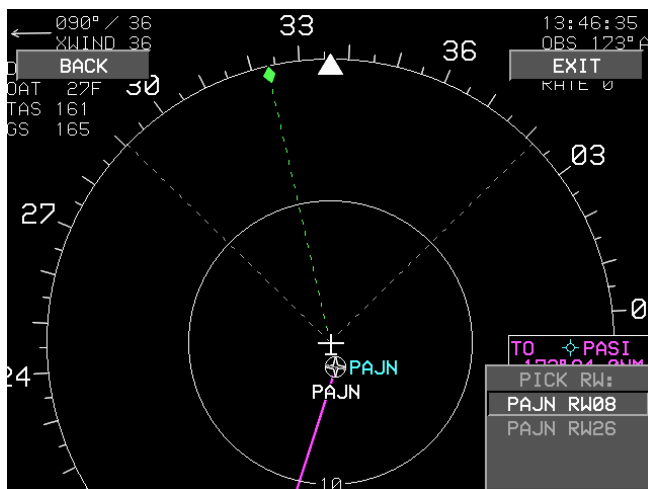 090°/ 36
XWIND 36
BACK
OAT 27F
TAS 161
GS 165
13:46:35
OBS 173°A
EXIT
RATE 0
33
36
30
03
27
24
PAJN
PAJN
10
TO PASI
PICK RW:
PAJN RW08
PAJN RW26